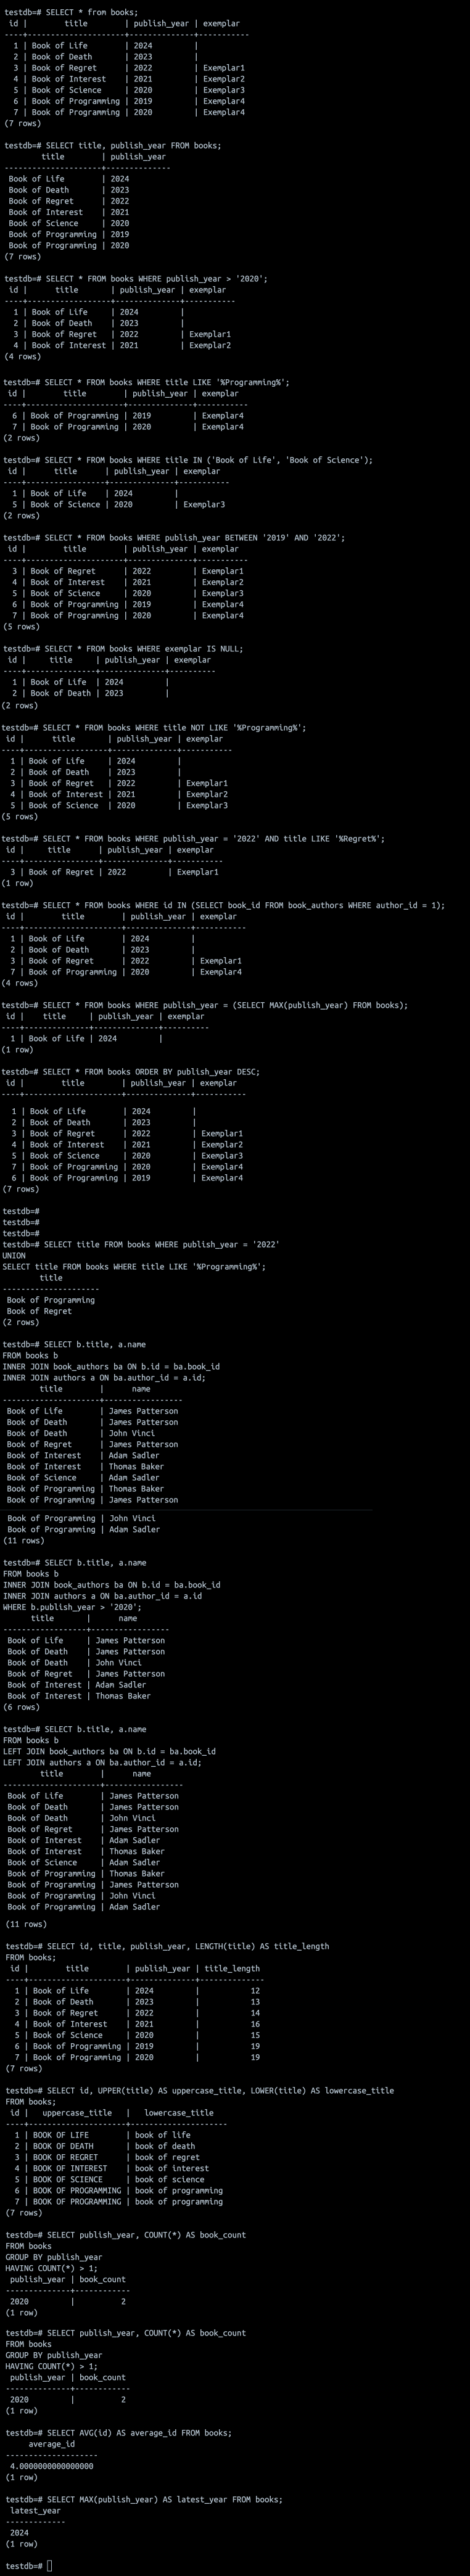 testdb=# SELECT * from books;
 id |        title        | publish_year | exemplar
----+---------------------+--------------+-----------
  1 | Book of Life        | 2024         |
  2 | Book of Death       | 2023         |
  3 | Book of Regret      | 2022         | Exemplar1
  4 | Book of Interest    | 2021         | Exemplar2
  5 | Book of Science     | 2020         | Exemplar3
  6 | Book of Programming | 2019         | Exemplar4
  7 | Book of Programming | 2020         | Exemplar4
(7 rows)

testdb=# SELECT title, publish_year FROM books;
        title        | publish_year
---------------------+--------------
 Book of Life        | 2024
 Book of Death       | 2023
 Book of Regret      | 2022
 Book of Interest    | 2021
 Book of Science     | 2020
 Book of Programming | 2019
 Book of Programming | 2020
(7 rows)

testdb=# SELECT * FROM books WHERE publish_year > '2020';
 id |      title       | publish_year | exemplar
----+------------------+--------------+-----------
  1 | Book of Life     | 2024         |
  2 | Book of Death    | 2023         |
  3 | Book of Regret   | 2022         | Exemplar1
  4 | Book of Interest | 2021         | Exemplar2
(4 rows)

testdb=# SELECT * FROM books WHERE title LIKE '%Programming%';
 id |        title        | publish_year | exemplar
----+---------------------+--------------+-----------
  6 | Book of Programming | 2019         | Exemplar4
  7 | Book of Programming | 2020         | Exemplar4
(2 rows)

testdb=# SELECT * FROM books WHERE title IN ('Book of Life', 'Book of Science');
 id |      title      | publish_year | exemplar
----+-----------------+--------------+-----------
  1 | Book of Life    | 2024         |
  5 | Book of Science | 2020         | Exemplar3
(2 rows)

testdb=# SELECT * FROM books WHERE publish_year BETWEEN '2019' AND '2022';
 id |        title        | publish_year | exemplar
----+---------------------+--------------+-----------
  3 | Book of Regret      | 2022         | Exemplar1
  4 | Book of Interest    | 2021         | Exemplar2
  5 | Book of Science     | 2020         | Exemplar3
  6 | Book of Programming | 2019         | Exemplar4
  7 | Book of Programming | 2020         | Exemplar4
(5 rows)

testdb=# SELECT * FROM books WHERE exemplar IS NULL;
 id |     title     | publish_year | exemplar
----+---------------+--------------+----------
  1 | Book of Life  | 2024         |
  2 | Book of Death | 2023         |
(2 rows)

testdb=# SELECT * FROM books WHERE title NOT LIKE '%Programming%';
 id |      title       | publish_year | exemplar
----+------------------+--------------+-----------
  1 | Book of Life     | 2024         |
  2 | Book of Death    | 2023         |
  3 | Book of Regret   | 2022         | Exemplar1
  4 | Book of Interest | 2021         | Exemplar2
  5 | Book of Science  | 2020         | Exemplar3
(5 rows)

testdb=# SELECT * FROM books WHERE publish_year = '2022' AND title LIKE '%Regret%';
 id |     title      | publish_year | exemplar
----+----------------+--------------+-----------
  3 | Book of Regret | 2022         | Exemplar1
(1 row)

testdb=# SELECT * FROM books WHERE id IN (SELECT book_id FROM book_authors WHERE author_id = 1);
 id |        title        | publish_year | exemplar
----+---------------------+--------------+-----------
  1 | Book of Life        | 2024         |
  2 | Book of Death       | 2023         |
  3 | Book of Regret      | 2022         | Exemplar1
  7 | Book of Programming | 2020         | Exemplar4
(4 rows)

testdb=# SELECT * FROM books WHERE publish_year = (SELECT MAX(publish_year) FROM books);
 id |    title     | publish_year | exemplar
----+--------------+--------------+----------
  1 | Book of Life | 2024         |
(1 row)

testdb=# SELECT * FROM books ORDER BY publish_year DESC;
 id |        title        | publish_year | exemplar
----+---------------------+--------------+-----------
  1 | Book of Life        | 2024         |
  2 | Book of Death       | 2023         |
  3 | Book of Regret      | 2022         | Exemplar1
  4 | Book of Interest    | 2021         | Exemplar2
  5 | Book of Science     | 2020         | Exemplar3
  7 | Book of Programming | 2020         | Exemplar4
  6 | Book of Programming | 2019         | Exemplar4
(7 rows)

testdb=#
testdb=#
testdb=#
testdb=# SELECT title FROM books WHERE publish_year = '2022'
UNION
SELECT title FROM books WHERE title LIKE '%Programming%';
        title
---------------------
 Book of Programming
 Book of Regret
(2 rows)

testdb=# SELECT b.title, a.name
FROM books b
INNER JOIN book_authors ba ON b.id = ba.book_id
INNER JOIN authors a ON ba.author_id = a.id;
        title        |      name
---------------------+-----------------
 Book of Life        | James Patterson
 Book of Death       | James Patterson
 Book of Death       | John Vinci
 Book of Regret      | James Patterson
 Book of Interest    | Adam Sadler
 Book of Interest    | Thomas Baker
 Book of Science     | Adam Sadler
 Book of Programming | Thomas Baker
 Book of Programming | James Patterson
 Book of Programming | John Vinci
 Book of Programming | Adam Sadler
(11 rows)

testdb=# SELECT b.title, a.name
FROM books b
INNER JOIN book_authors ba ON b.id = ba.book_id
INNER JOIN authors a ON ba.author_id = a.id
WHERE b.publish_year > '2020';
      title       |      name
------------------+-----------------
 Book of Life     | James Patterson
 Book of Death    | James Patterson
 Book of Death    | John Vinci
 Book of Regret   | James Patterson
 Book of Interest | Adam Sadler
 Book of Interest | Thomas Baker
(6 rows)

testdb=# SELECT b.title, a.name
FROM books b
LEFT JOIN book_authors ba ON b.id = ba.book_id
LEFT JOIN authors a ON ba.author_id = a.id;
        title        |      name
---------------------+-----------------
 Book of Life        | James Patterson
 Book of Death       | James Patterson
 Book of Death       | John Vinci
 Book of Regret      | James Patterson
 Book of Interest    | Adam Sadler
 Book of Interest    | Thomas Baker
 Book of Science     | Adam Sadler
 Book of Programming | Thomas Baker
 Book of Programming | James Patterson
 Book of Programming | John Vinci
 Book of Programming | Adam Sadler
(11 rows)

testdb=# SELECT id, title, publish_year, LENGTH(title) AS title_length
FROM books;
 id |        title        | publish_year | title_length
----+---------------------+--------------+--------------
  1 | Book of Life        | 2024         |           12
  2 | Book of Death       | 2023         |           13
  3 | Book of Regret      | 2022         |           14
  4 | Book of Interest    | 2021         |           16
  5 | Book of Science     | 2020         |           15
  6 | Book of Programming | 2019         |           19
  7 | Book of Programming | 2020         |           19
(7 rows)

testdb=# SELECT id, UPPER(title) AS uppercase_title, LOWER(title) AS lowercase_title
FROM books;
 id |   uppercase_title   |   lowercase_title
----+---------------------+---------------------
  1 | BOOK OF LIFE        | book of life
  2 | BOOK OF DEATH       | book of death
  3 | BOOK OF REGRET      | book of regret
  4 | BOOK OF INTEREST    | book of interest
  5 | BOOK OF SCIENCE     | book of science
  6 | BOOK OF PROGRAMMING | book of programming
  7 | BOOK OF PROGRAMMING | book of programming
(7 rows)

testdb=# SELECT publish_year, COUNT(*) AS book_count
FROM books
GROUP BY publish_year
HAVING COUNT(*) > 1;
 publish_year | book_count
--------------+------------
 2020         |          2
(1 row)

testdb=# SELECT publish_year, COUNT(*) AS book_count
FROM books
GROUP BY publish_year
HAVING COUNT(*) > 1;
 publish_year | book_count
--------------+------------
 2020         |          2
(1 row)

testdb=# SELECT AVG(id) AS average_id FROM books;
     average_id
--------------------
 4.0000000000000000
(1 row)

testdb=# SELECT MAX(publish_year) AS latest_year FROM books;
 latest_year
-------------
 2024
(1 row)

testdb=#